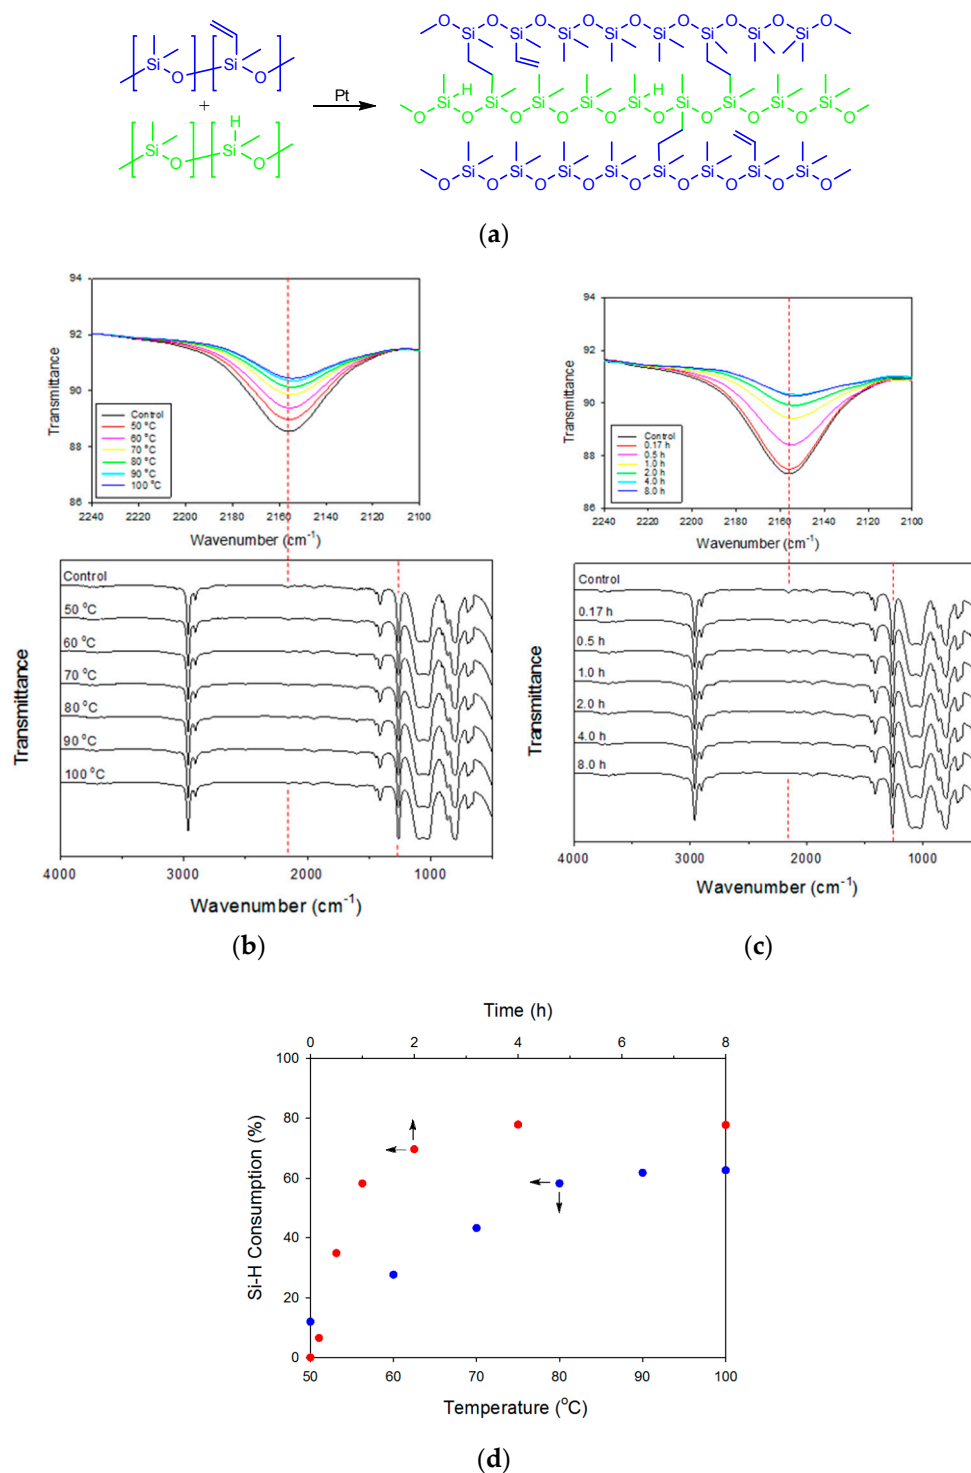 O Si O Si O Si O Si O Si O Si O Si O
Si O Si O
+
Pt
H H
O Si O Si O Si O Si O Si O Si O Si O Si O Si
H
Si O Si O
O Si O Si O Si O Si O Si O Si O Si O
(a)
94
92
90
88
86
Transmittance
Control
50 °C
60 °C
70 °C
80 °C
90 °C
100 °C
2240 2220 2200 2180 2160 2140 2120 2100
Wavenumber (cm-1)
Control
50 °C
60 °C
70 °C
80 °C
90 °C
100 °C
Transmittance
4000 3000 2000 1000
Wavenumber (cm-1)
(b)
94
92
90
88
86
Transmittance
Control
0.17 h
0.5 h
1.0 h
2.0 h
4.0 h
8.0 h
2240 2220 2200 2180 2160 2140 2120 2100
Wavenumber (cm-1)
Control
0.17 h
0.5 h
1.0 h
2.0 h
4.0 h
8.0 h
Transmittance
4000 3000 2000 1000
Wavenumber (cm-1)
(c)
Time (h)
0 2 4 6 8
100
80
60
40
20
0
Si-H Consumption (%)
50 60 70 80 90 100
Temperature (°C)
(d)